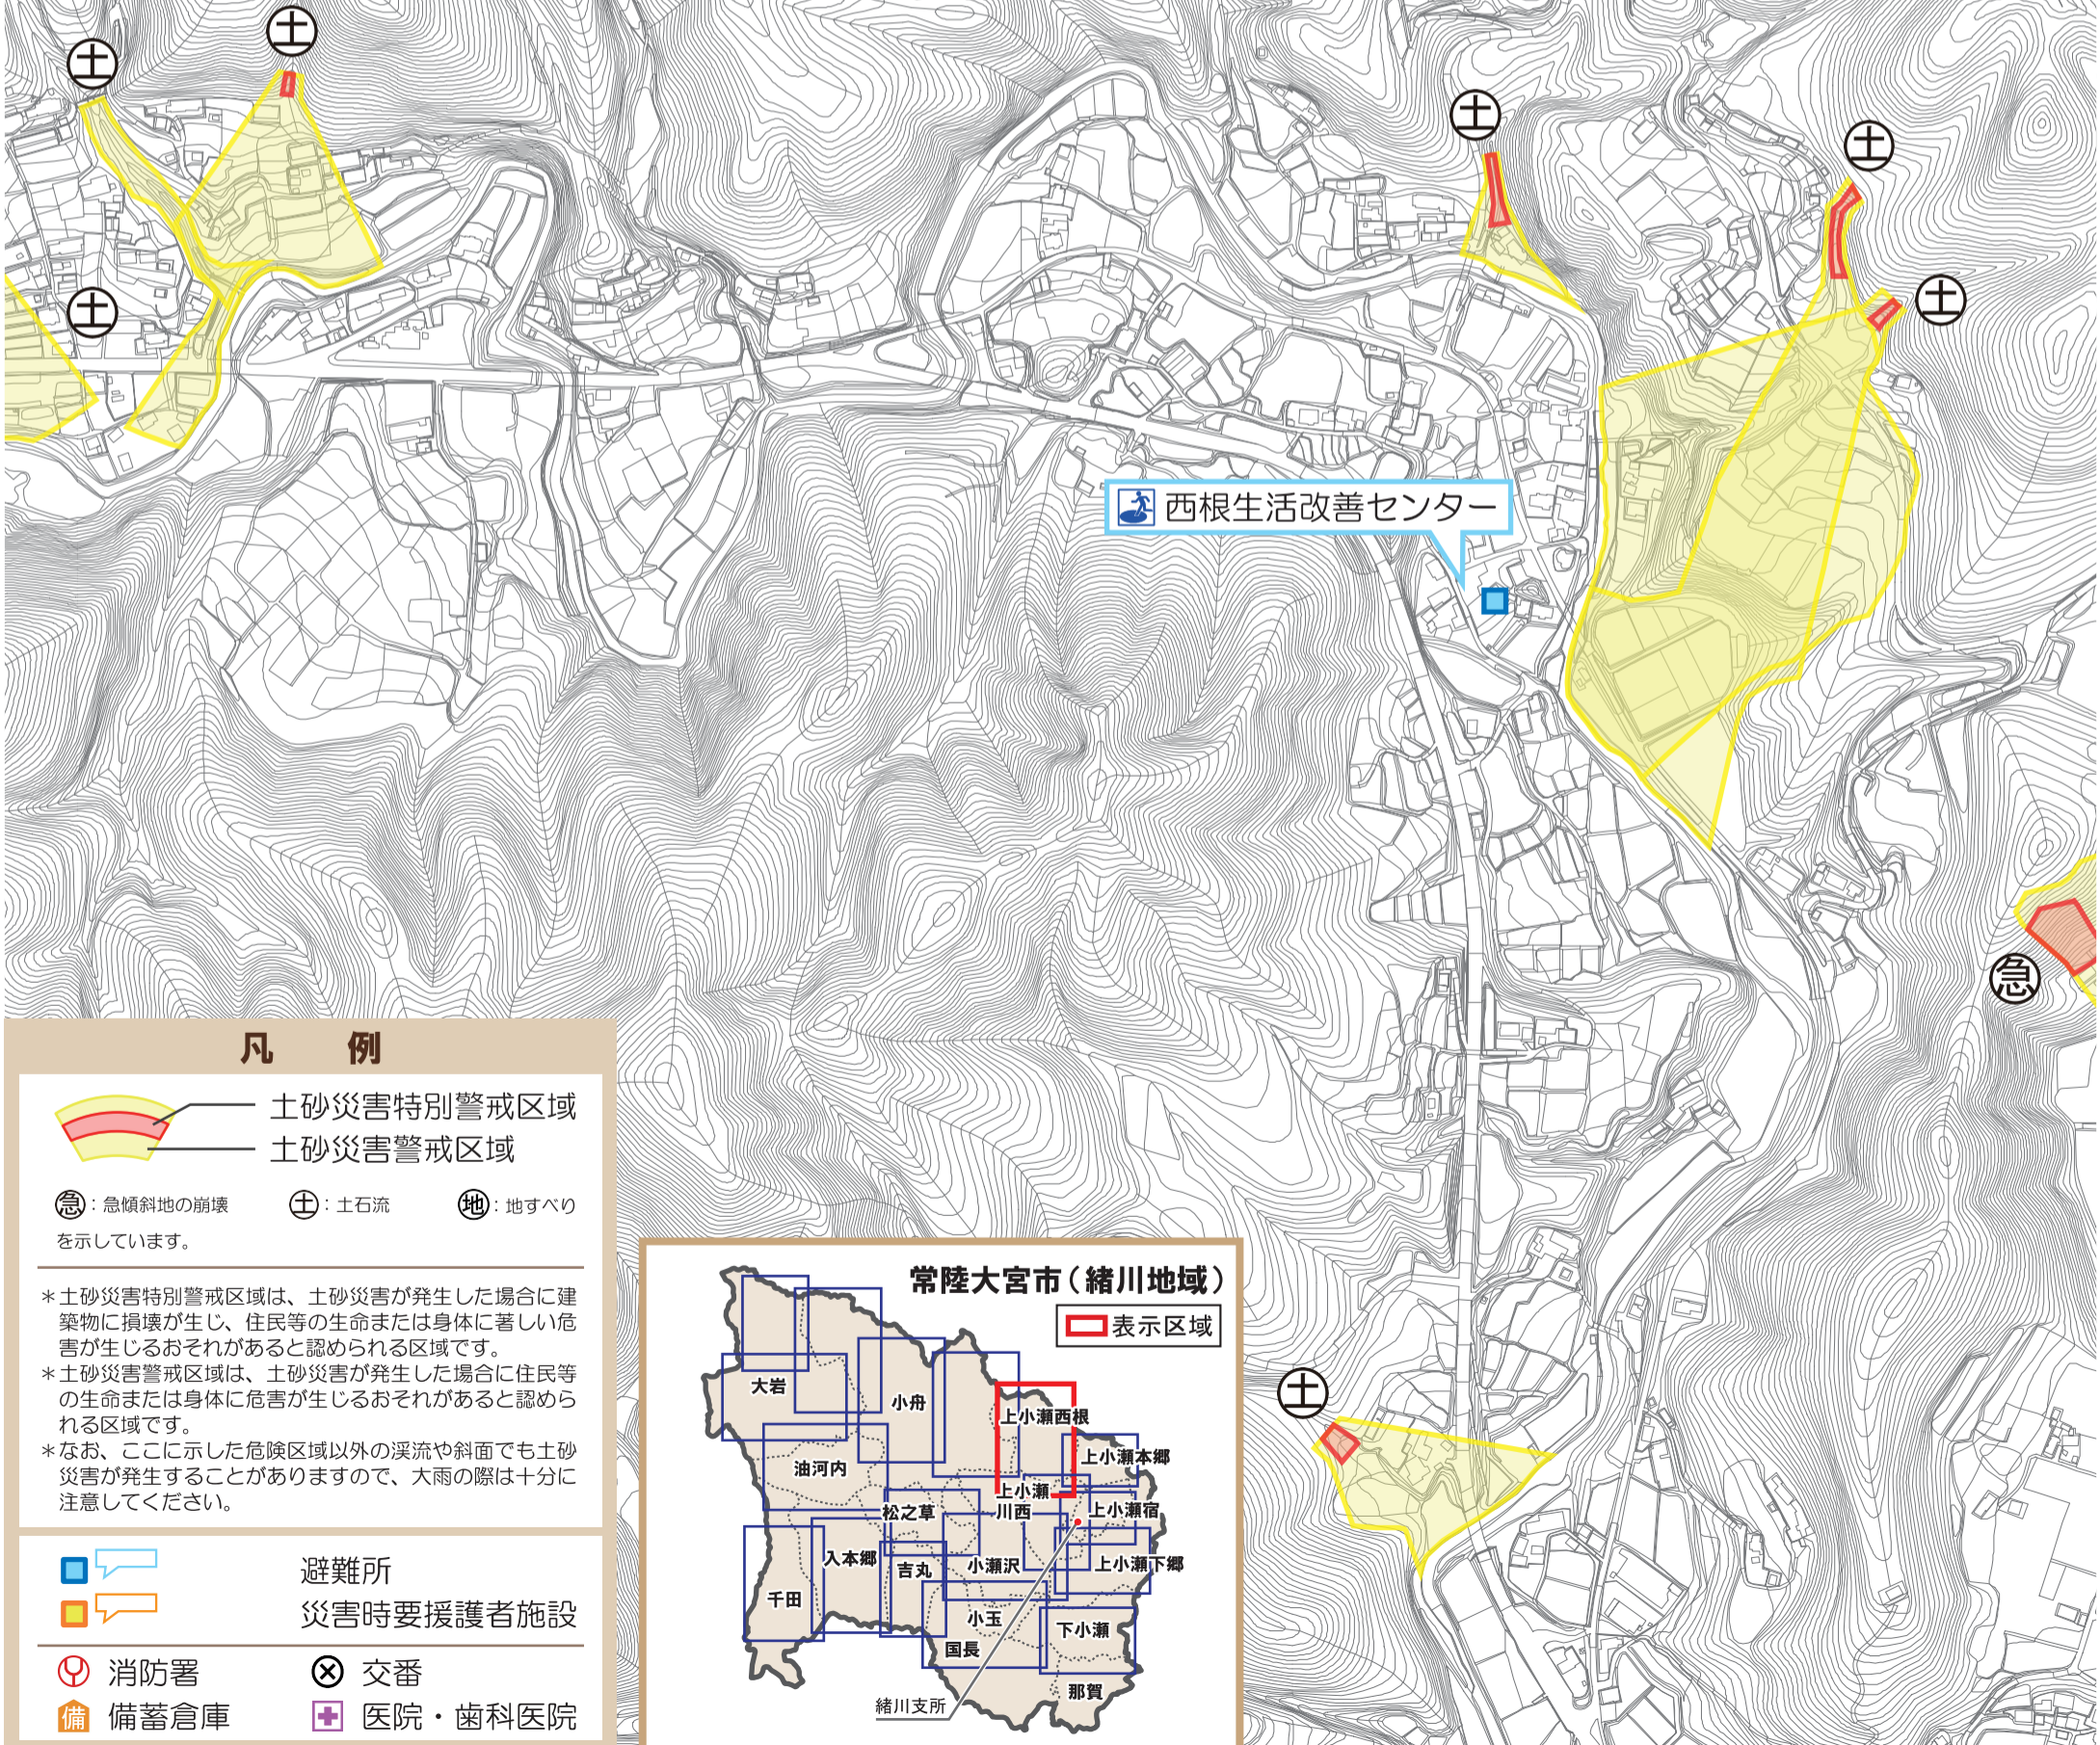 土
土
土
土
土
土
西根生活改善センター
急
土
凡 例
土砂災害特別警戒区域
土砂災害警戒区域
急：急傾斜地の崩壊 土：土石流 地：地すべり
を示しています。
＊土砂災害特別警戒区域は、土砂災害が発生した場合に建
築物に損壊が生じ、住民等の生命または身体に著しい危
害が生じるおそれがあると認められる区域です。
＊土砂災害警戒区域は、土砂災害が発生した場合に住民等
の生命または身体に危害が生じるおそれがあると認めら
れる区域です。
＊なお、ここに示した危険区域以外の渓流や斜面でも土砂
災害が発生することがありますので、大雨の際は十分に
注意してください。
避難所
災害時要援護者施設
消防署 交番
備 備蓄倉庫 医院・歯科医院
常陸大宮市（緒川地域）
表示区域
大岩
小舟
上小瀬西根
上小瀬本郷
油河内
上小瀬
川西
松之草
上小瀬宿
入本郷
吉丸
小瀬沢
上小瀬下郷
千田
小玉
下小瀬
国長
那賀
緒川支所